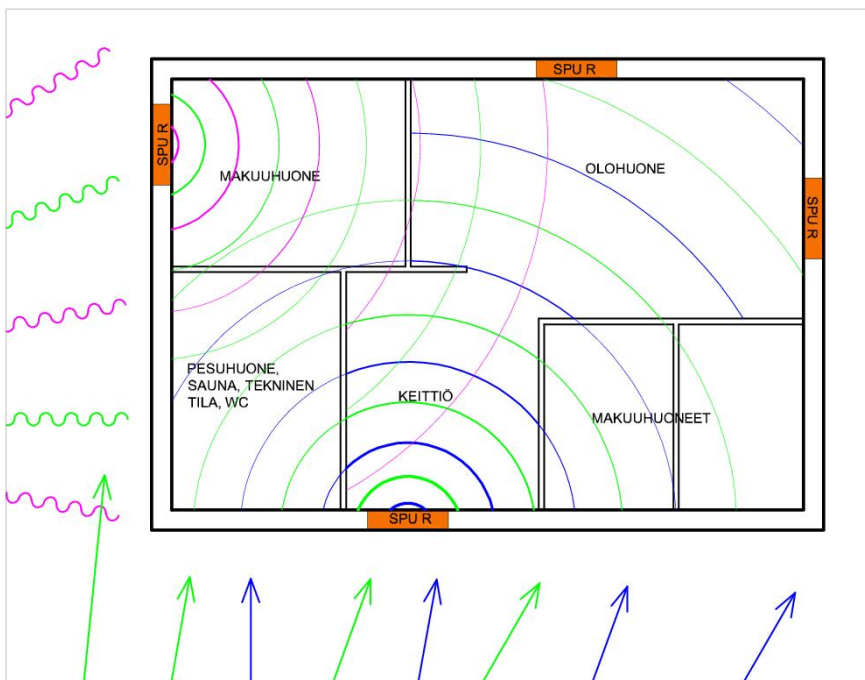 SPU R
SPU R
MAKUUHUONE
OLOHUONE
SPU R
PESUHUONE,
SAUNA, TEKNINEN
TILA, WC
KEITTIÖ
MAKUUHUONEET
SPU R